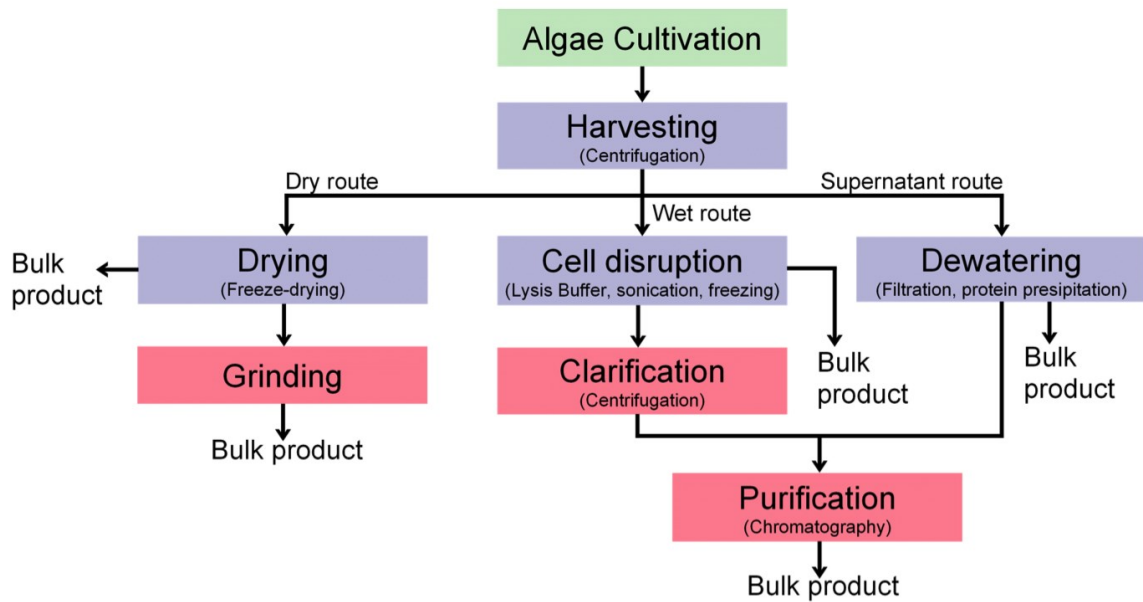 Algae Cultivation
Harvesting
(Centrifugation)
Dry route
Supernatant route
Wet route
Bulk
product
Drying
(Freeze-drying)
Cell disruption
(Lysis Buffer, sonication, freezing)
Dewatering
(Filtration, protein presipitation)
Grinding
Clarification
(Centrifugation)
Bulk
product
Bulk
product
Bulk product
Purification
(Chromatography)
Bulk product